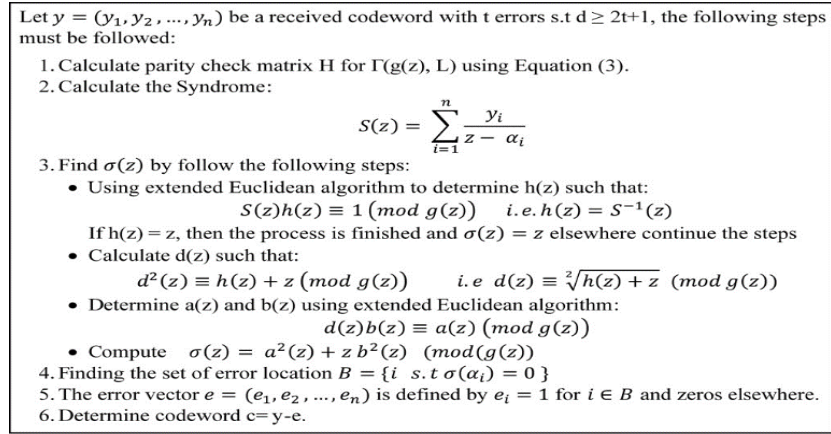 Let y = (y₁, y₂, ..., yₙ) be a received codeword with t errors s.t d ≥ 2t+1, the following steps
must be followed:
1. Calculate parity check matrix H for Γ(g(z), L) using Equation (3).
2. Calculate the Syndrome:
S(z) = ∑ᵢ₌₁ⁿ yᵢ / (z − αᵢ)
3. Find σ(z) by follow the following steps:
• Using extended Euclidean algorithm to determine h(z) such that:
S(z)h(z) ≡ 1 (mod g(z)) i.e. h(z) = S⁻¹(z)
If h(z) = z, then the process is finished and σ(z) = z elsewhere continue the steps
• Calculate d(z) such that:
d²(z) ≡ h(z) + z (mod g(z)) i.e d(z) ≡ ²√(h(z) + z) (mod g(z))
• Determine a(z) and b(z) using extended Euclidean algorithm:
d(z)b(z) ≡ a(z) (mod g(z))
• Compute σ(z) = a²(z) + z b²(z) (mod(g(z))
4. Finding the set of error location B = {i s.t σ(αᵢ) = 0 }
5. The error vector e = (e₁, e₂, ..., eₙ) is defined by eᵢ = 1 for i ∈ B and zeros elsewhere.
6. Determine codeword c= y-e.